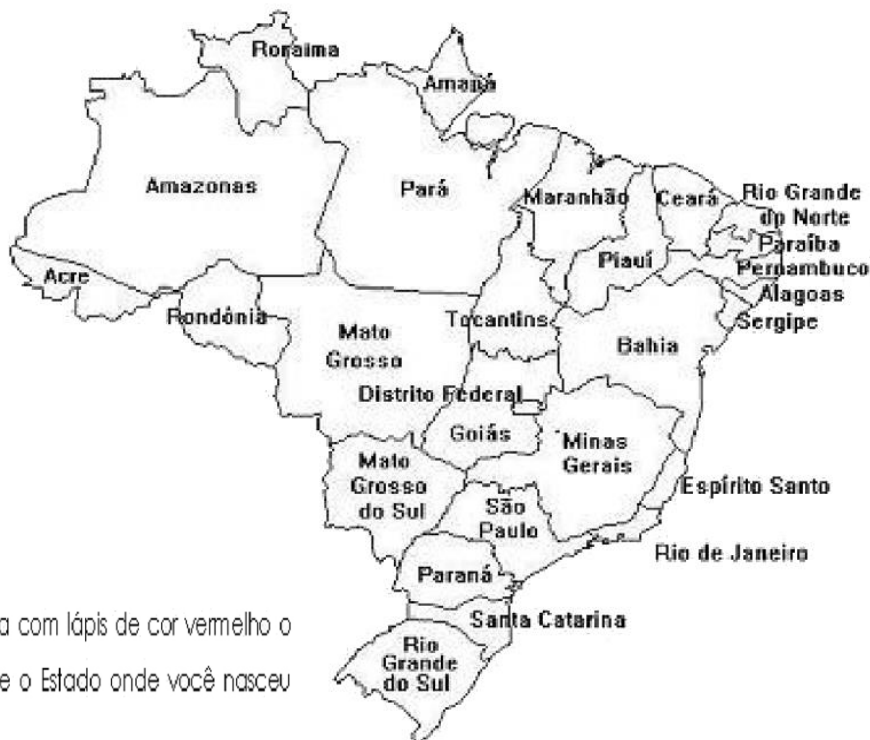 Roraima
Amapá
Amazonas
Pará
Maranhão
Ceará
Rio Grande
do Norte
Paraíba
Acre
Piauí
Pernambuco
Alagoas
Rondônia
Tocantins
Sergipe
Mato
Grosso
Bahia
Distrito Federal
Goiás
Minas
Gerais
Mato
Grosso
do Sul
Espírito Santo
São
Paulo
Rio de Janeiro
Paraná
Santa Catarina
a com lápis de cor vermelho o
e o Estado onde você nasceu
Rio
Grande
do Sul